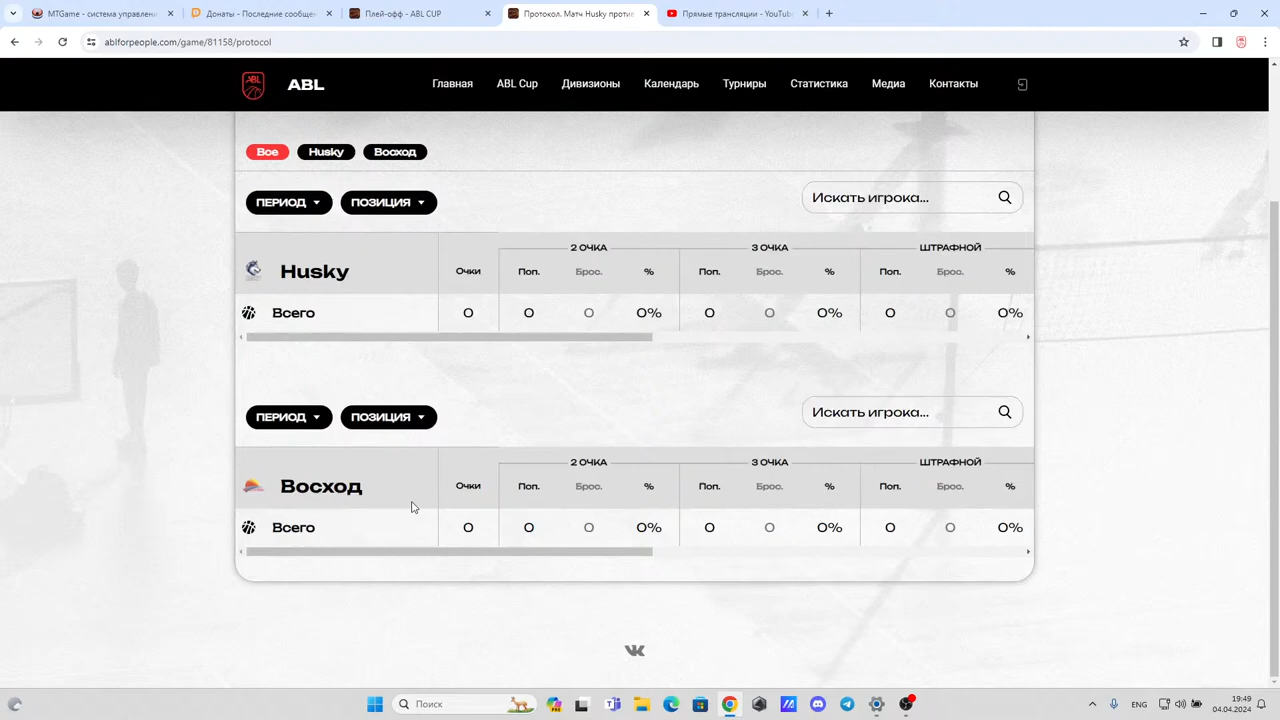 MTGame - система управлени
Донаты - Последние сообщен
Плей-офф - ABL CUP
Протокол. Матч Husky против
Прямые трансляции - YouTube
ablforpeople.com/game/81158/protocol
ABL
ABL
Главная
ABL Cup
Дивизионы
Календарь
Турниры
Статистика
Медиа
Контакты
Все
Husky
Восход
ПЕРИОД
ПОЗИЦИЯ
Искать игрока...
2 ОЧКА
3 ОЧКА
ШТРАФНОЙ
Husky
Очки
Поп.
Брос.
%
Поп.
Брос.
%
Поп.
Брос.
%
Всего
0
0
0
0%
0
0
0%
0
0
0%
ПЕРИОД
ПОЗИЦИЯ
Искать игрока...
2 ОЧКА
3 ОЧКА
ШТРАФНОЙ
Восход
Очки
Поп.
Брос.
%
Поп.
Брос.
%
Поп.
Брос.
%
Всего
0
0
0
0%
0
0
0%
0
0
0%
Поиск
ENG
19:49
04.04.2024